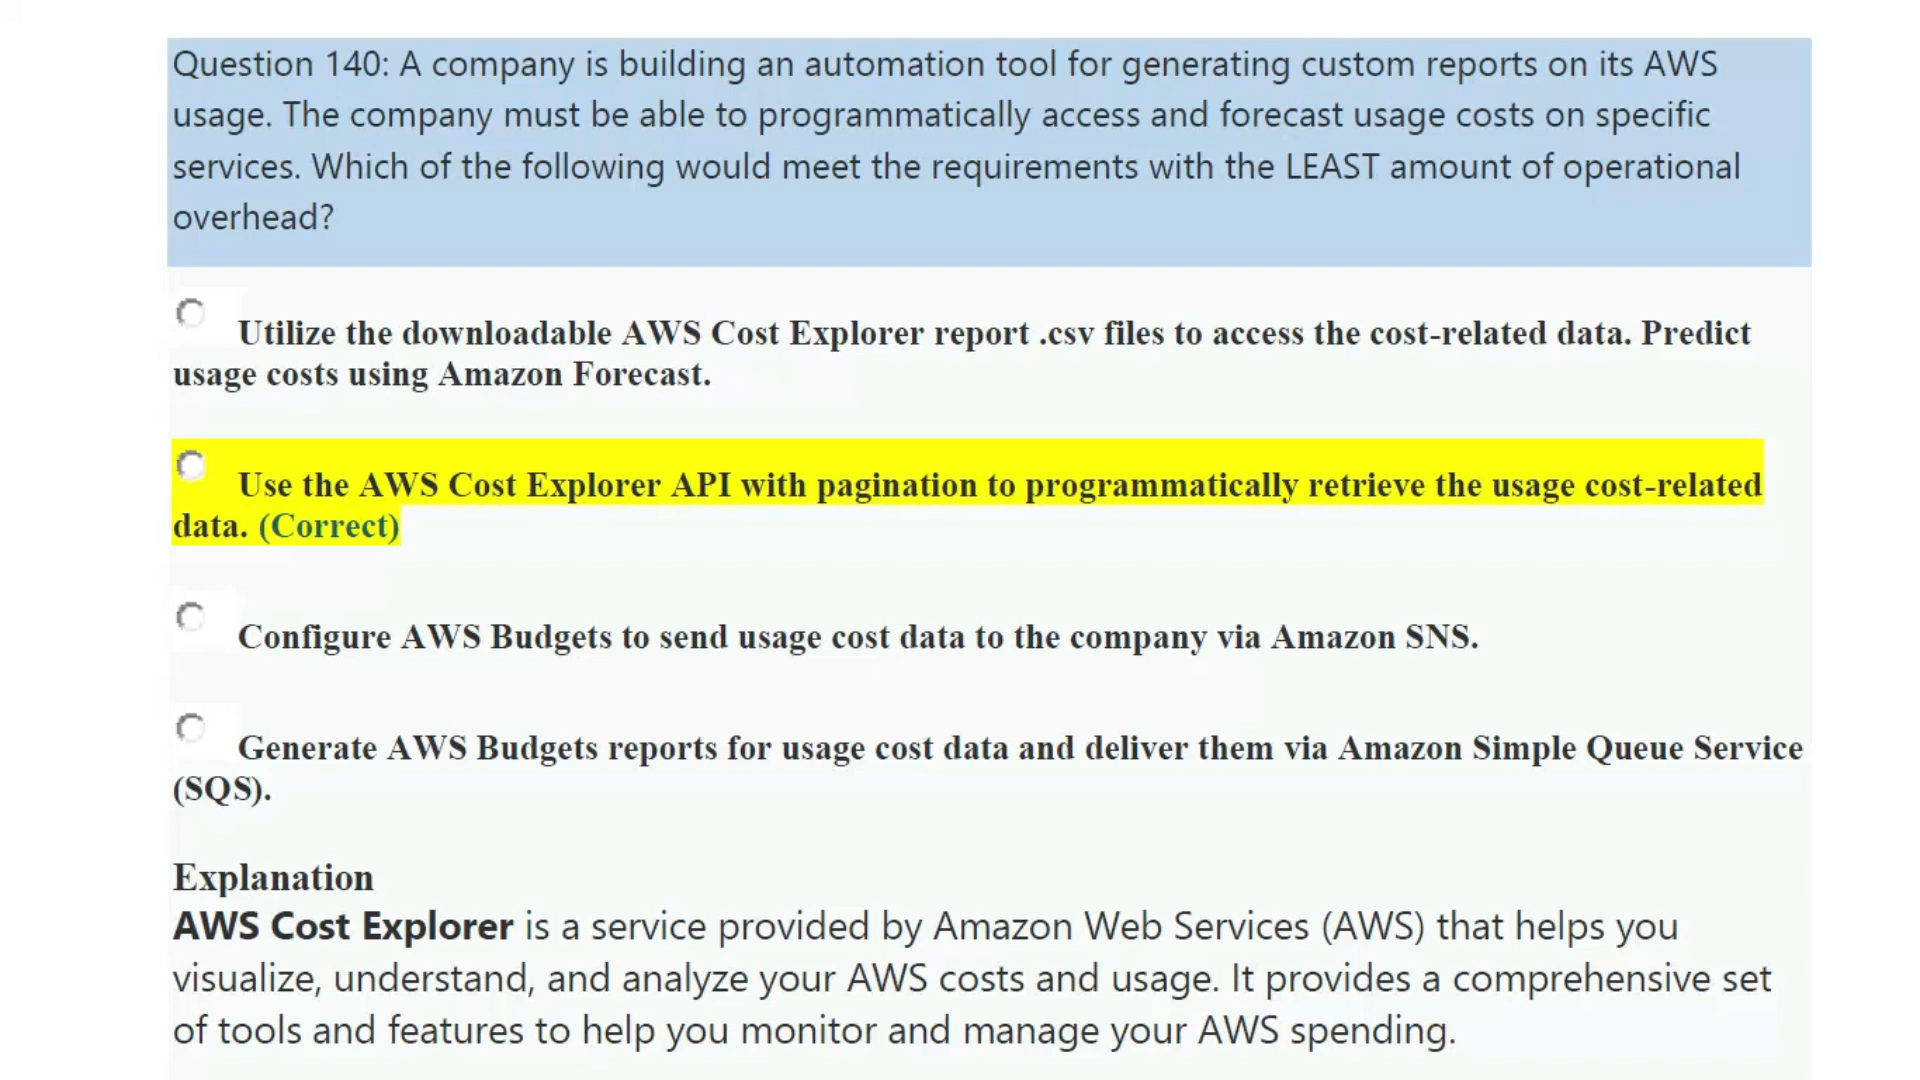 Question 140: A company is building an automation tool for generating custom reports on its AWS
usage. The company must be able to programmatically access and forecast usage costs on specific
services. Which of the following would meet the requirements with the LEAST amount of operational
overhead?
Utilize the downloadable AWS Cost Explorer report .csv files to access the cost-related data. Predict
usage costs using Amazon Forecast.
Use the AWS Cost Explorer API with pagination to programmatically retrieve the usage cost-related
data. (Correct)
Configure AWS Budgets to send usage cost data to the company via Amazon SNS.
Generate AWS Budgets reports for usage cost data and deliver them via Amazon Simple Queue Service
(SQS).
Explanation
AWS Cost Explorer is a service provided by Amazon Web Services (AWS) that helps you
visualize, understand, and analyze your AWS costs and usage. It provides a comprehensive set
of tools and features to help you monitor and manage your AWS spending.